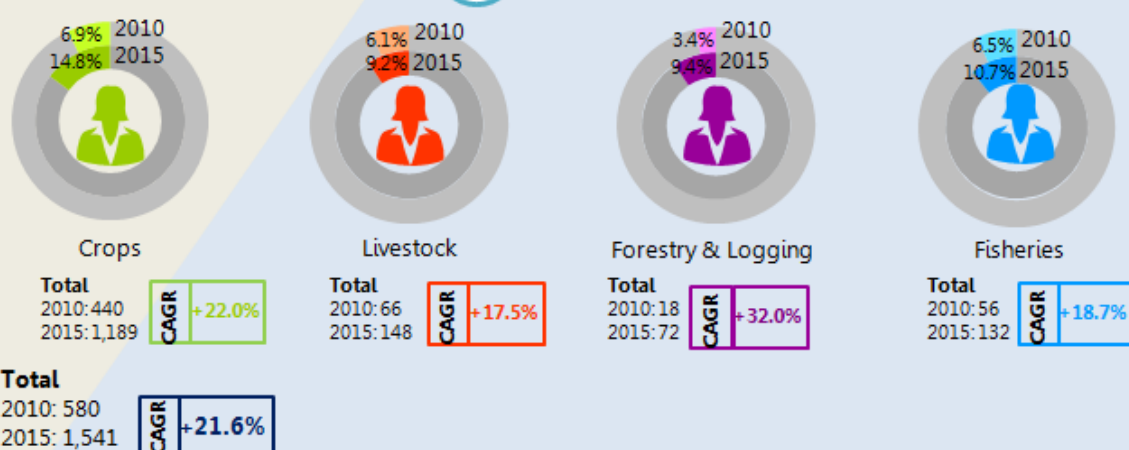 6.9% 2010
14.8% 2015
Crops
Total
2010:440
2015:1,189
CAGR
+22.0%
6.1% 2010
9.2% 2015
Livestock
Total
2010:66
2015:148
CAGR
+17.5%
3.4% 2010
9.4% 2015
Forestry & Logging
Total
2010:18
2015:72
CAGR
+32.0%
6.5% 2010
10.7% 2015
Fisheries
Total
2010:56
2015:132
CAGR
+18.7%
Total
2010: 580
2015: 1,541
CAGR
+21.6%